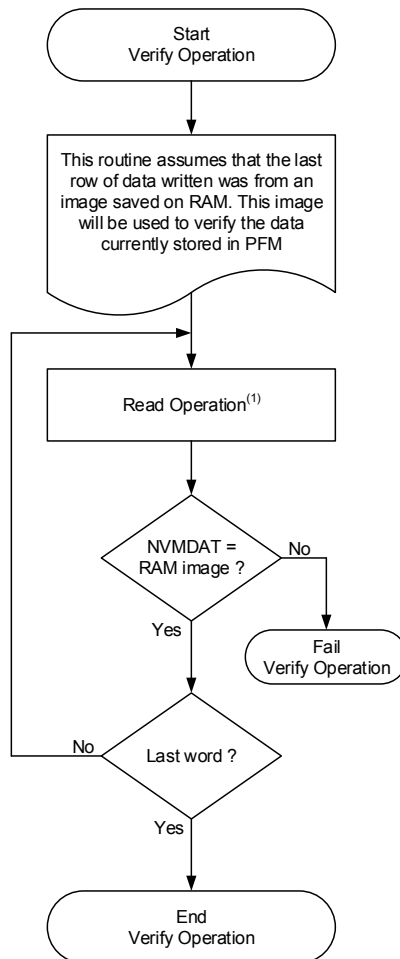 Start
Verify Operation
This routine assumes that the last
row of data written was from an
image saved on RAM. This image
will be used to verify the data
currently stored in PFM
Read Operation(1)
NVMDAT =
RAM image ?
No
Yes
Fail
Verify Operation
Last word ?
No
Yes
End
Verify Operation